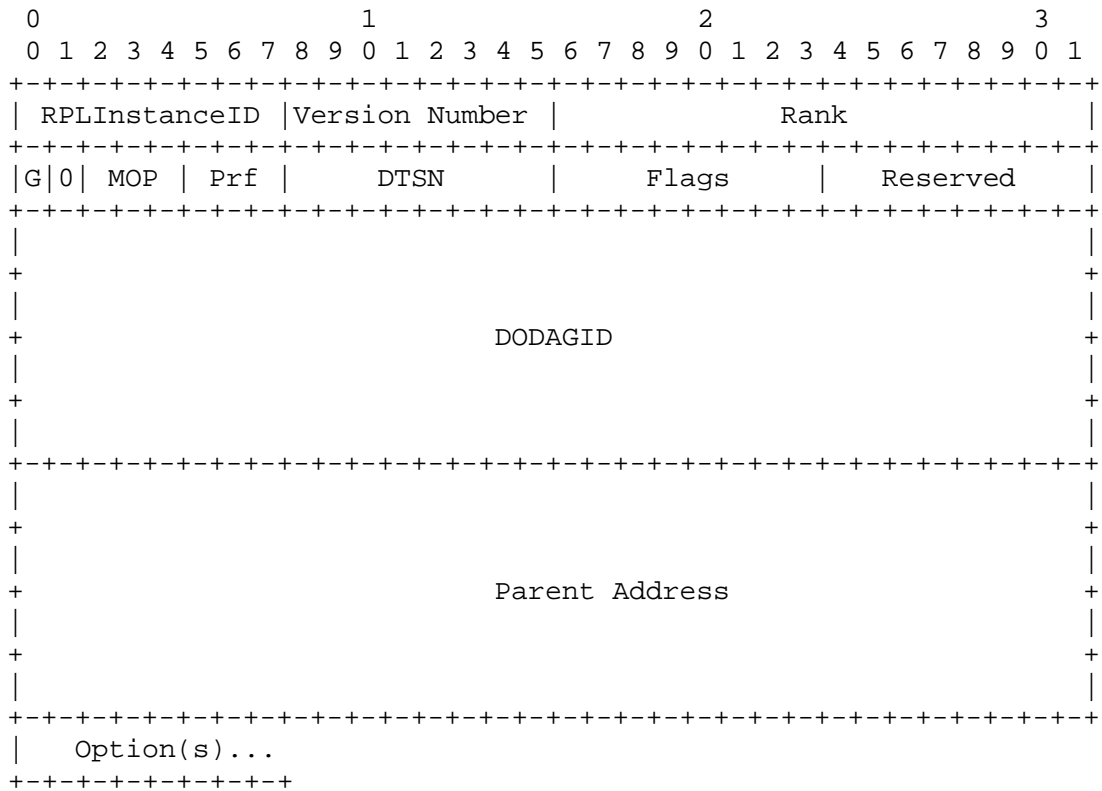 0                   1                   2                   3
 0 1 2 3 4 5 6 7 8 9 0 1 2 3 4 5 6 7 8 9 0 1 2 3 4 5 6 7 8 9 0 1
+-+-+-+-+-+-+-+-+-+-+-+-+-+-+-+-+-+-+-+-+-+-+-+-+-+-+-+-+-+-+-+-+
| RPLInstanceID |Version Number |             Rank              |
+-+-+-+-+-+-+-+-+-+-+-+-+-+-+-+-+-+-+-+-+-+-+-+-+-+-+-+-+-+-+-+-+
|G|0| MOP | Prf |     DTSN      |     Flags     |   Reserved    |
+-+-+-+-+-+-+-+-+-+-+-+-+-+-+-+-+-+-+-+-+-+-+-+-+-+-+-+-+-+-+-+-+
|                                                               |
+                                                               +
|                                                               |
+                            DODAGID                            +
|                                                               |
+                                                               +
|                                                               |
+-+-+-+-+-+-+-+-+-+-+-+-+-+-+-+-+-+-+-+-+-+-+-+-+-+-+-+-+-+-+-+-+
|                                                               |
+                                                               +
|                                                               |
+                            Parent Address                     +
|                                                               |
+                                                               +
|                                                               |
+-+-+-+-+-+-+-+-+-+-+-+-+-+-+-+-+-+-+-+-+-+-+-+-+-+-+-+-+-+-+-+-+
|   Option(s)...
+-+-+-+-+-+-+-+-+